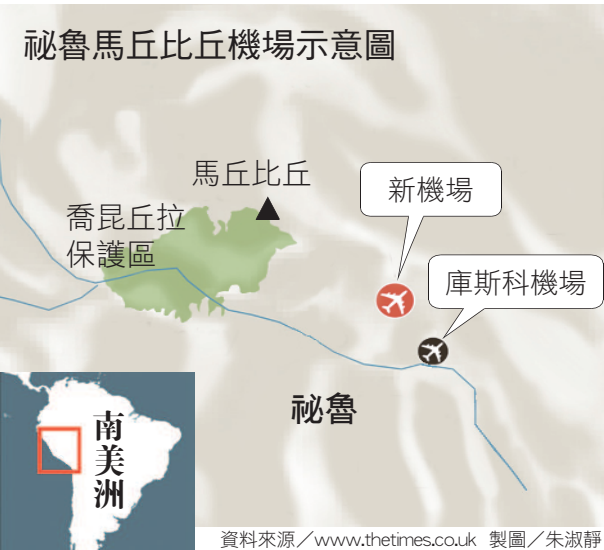 祕魯馬丘比丘機場示意圖
馬丘比丘
新機場
喬昆丘拉
保護區
庫斯科機場
祕魯
南美洲
資料來源／www.thetimes.co.uk 製圖／朱淑靜